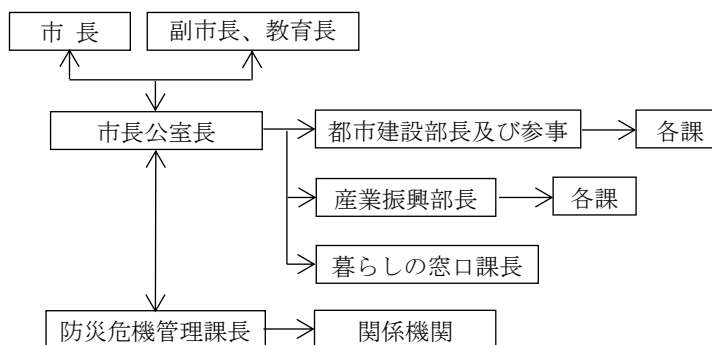 市 長
副市長、教育長
市長公室長
都市建設部長及び参事
各課
産業振興部長
各課
暮らしの窓口課長
防災危機管理課長
関係機関